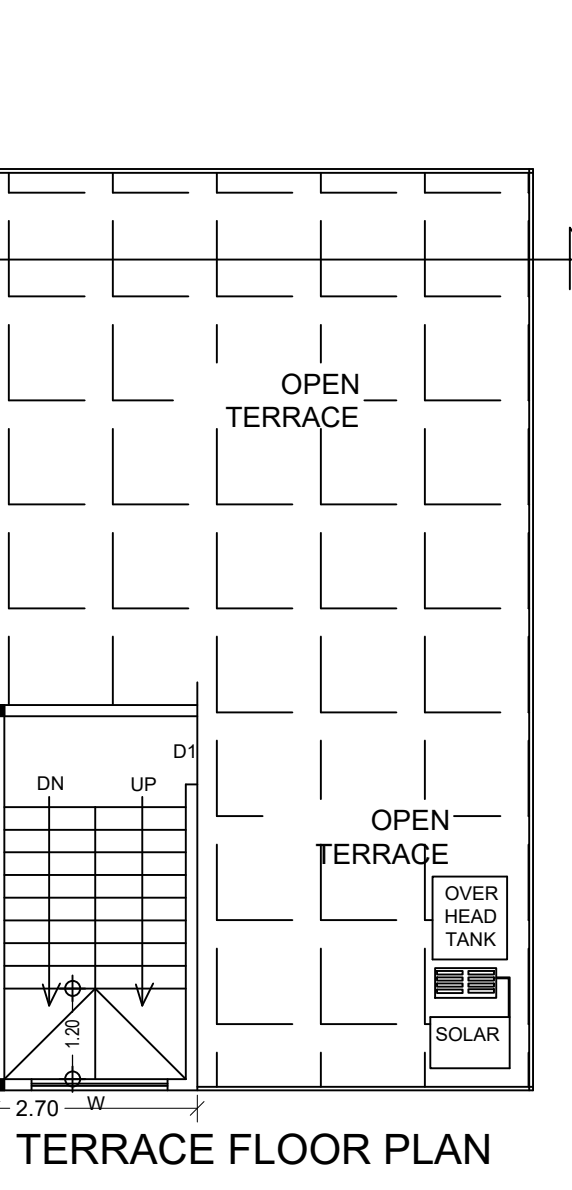 OPEN
TERRACE
D1
DN
UP
OPEN
TERRACE
OVER
HEAD
TANK
1.20
SOLAR
2.70
W
TERRACE FLOOR PLAN